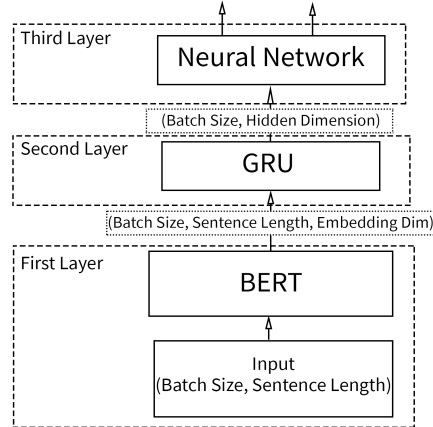 Third Layer
Neural Network
(Batch Size, Hidden Dimension)
Second Layer
GRU
(Batch Size, Sentence Length, Embedding Dim)
First Layer
BERT
Input
(Batch Size, Sentence Length)